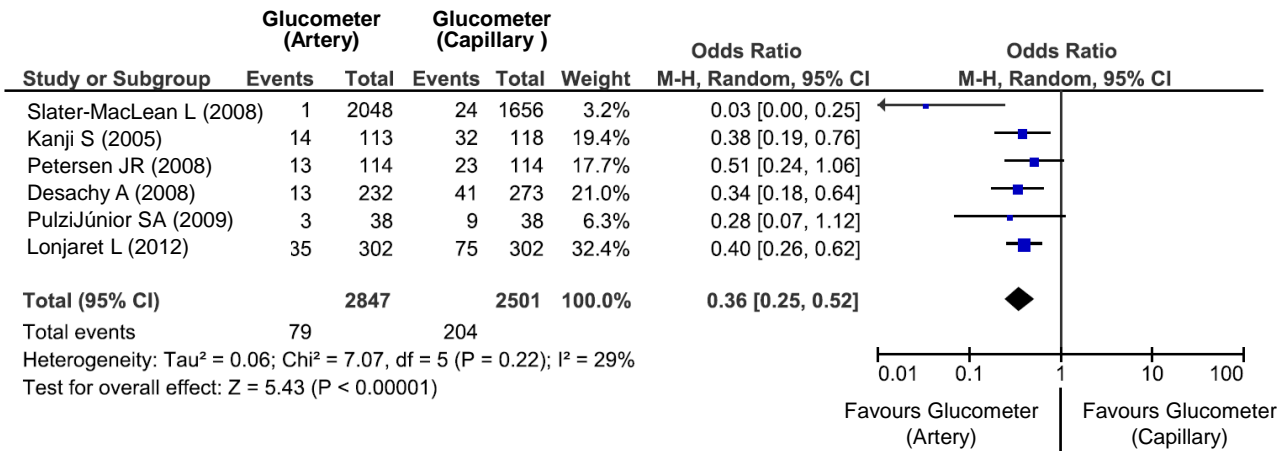 Glucometer (Artery) Glucometer (Capillary )
Odds Ratio Odds Ratio
Study or Subgroup Events Total Events Total Weight M-H, Random, 95% CI M-H, Random, 95% CI
Slater-MacLean L (2008) 1 2048 24 1656 3.2% 0.03 [0.00, 0.25]
Kanji S (2005) 14 113 32 118 19.4% 0.38 [0.19, 0.76]
Petersen JR (2008) 13 114 23 114 17.7% 0.51 [0.24, 1.06]
Desachy A (2008) 13 232 41 273 21.0% 0.34 [0.18, 0.64]
PulziJúnior SA (2009) 3 38 9 38 6.3% 0.28 [0.07, 1.12]
Lonjaret L (2012) 35 302 75 302 32.4% 0.40 [0.26, 0.62]
Total (95% CI) 2847 2501 100.0% 0.36 [0.25, 0.52]
Total events 79 204
Heterogeneity: Tau² = 0.06; Chi² = 7.07, df = 5 (P = 0.22); I² = 29%
Test for overall effect: Z = 5.43 (P < 0.00001)
0.01 0.1 1 10 100
Favours Glucometer (Artery) Favours Glucometer (Capillary)